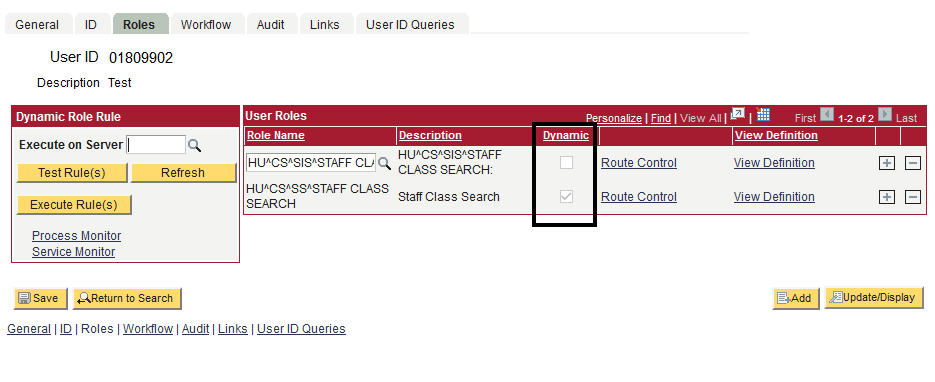 General ID Roles Workflow Audit Links User ID Queries
User ID 01809902
Description Test
Dynamic Role Rule
Execute on Server
Test Rule(s) Refresh
Execute Rule(s)
Process Monitor
Service Monitor
User Roles Personalize | Find | View All | First 1-2 of 2 Last
Role Name Description Dynamic View Definition
HU^CS^SIS^STAFF CLA HU^CS^SIS^STAFF
CLASS SEARCH: Route Control View Definition
HU^CS^SS^STAFF CLASS
SEARCH Staff Class Search Route Control View Definition
Save Return to Search Add Update/Display
General | ID | Roles | Workflow | Audit | Links | User ID Queries